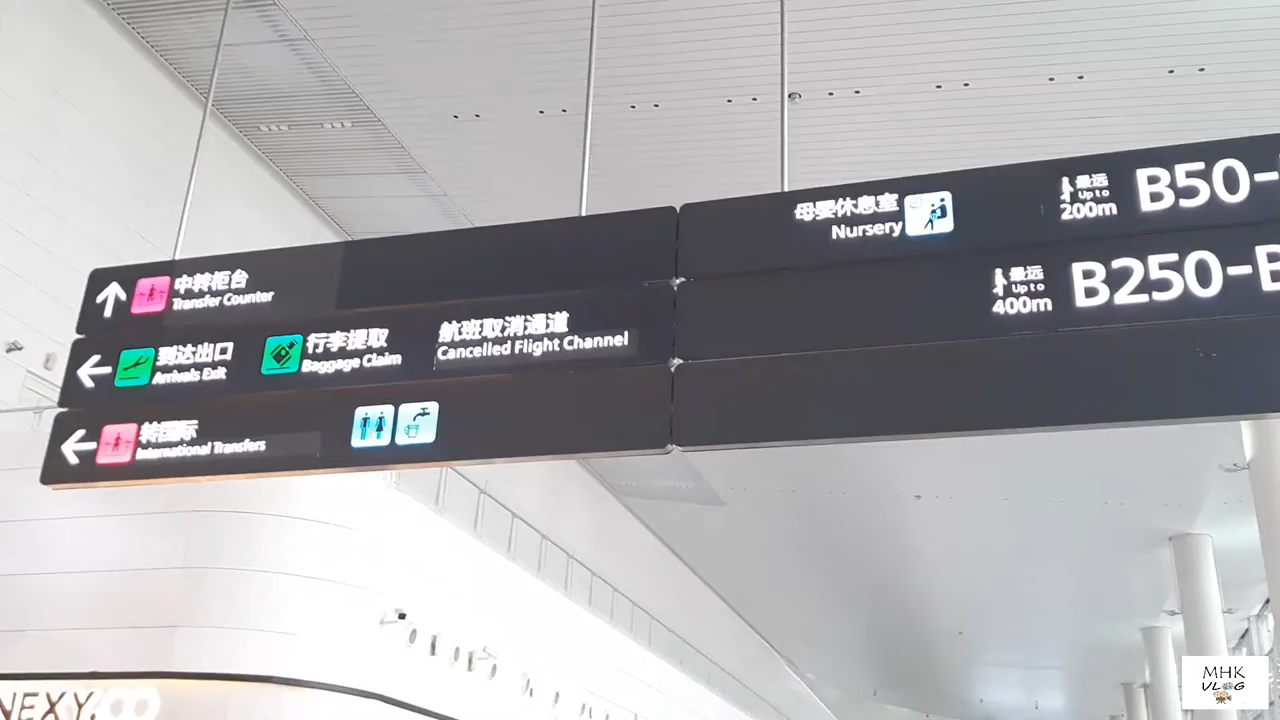 中转柜台
Transfer Counter
到达出口
Arrivals Exit
行李提取
Baggage Claim
航班取消通道
Cancelled Flight Channel
转国际
International Transfers
母婴休息室
Nursery
最远
Up to
200m
B50-
最远
Up to
400m
B250-B
NEXY.CO
MHK
VLOG